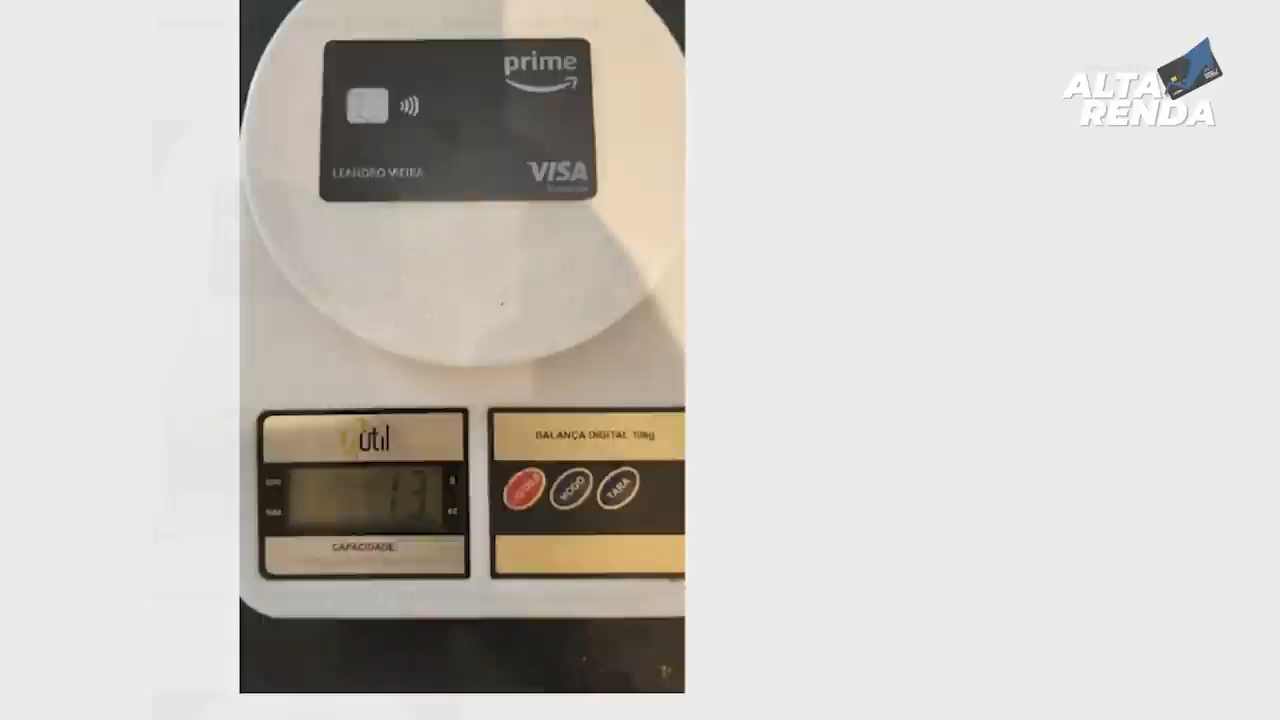 prime
LEANDRO VIEIRA
VISA
ALTA
RENDA
útil
BALANÇA DIGITAL 10kg
13
g
MODO
TARA
CAPACIDADE: